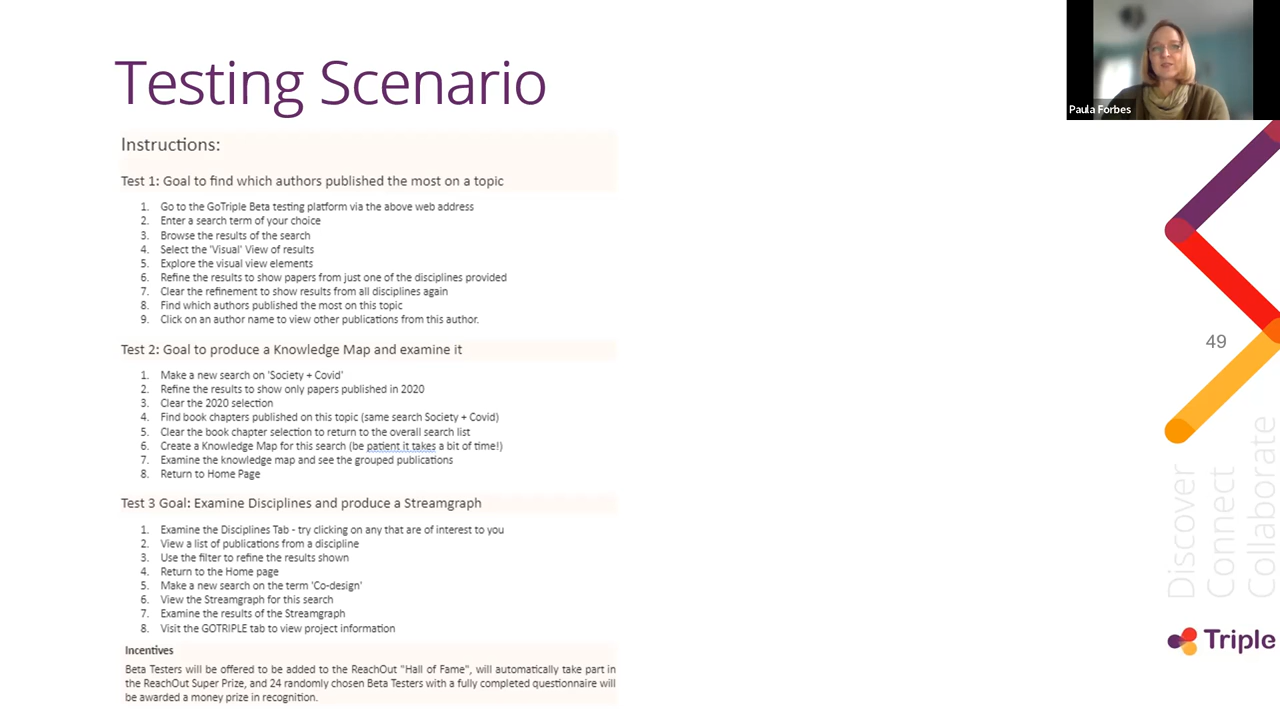 Testing Scenario
Paula Forbes
Instructions:
Test 1: Goal to find which authors published the most on a topic
1. Go to the GoTriple Beta testing platform via the above web address
2. Enter a search term of your choice
3. Browse the results of the search
4. Select the 'Visual' View of results
5. Explore the visual view elements
6. Refine the results to show papers from just one of the disciplines provided
7. Clear the refinement to show results from all disciplines again
8. Find which authors published the most on this topic
9. Click on an author name to view other publications from this author.
Test 2: Goal to produce a Knowledge Map and examine it
1. Make a new search on 'Society + Covid'
2. Refine the results to show only papers published in 2020
3. Clear the 2020 selection
4. Find book chapters published on this topic (same search Society + Covid)
5. Clear the book chapter selection to return to the overall search list
6. Create a Knowledge Map for this search (be patient it takes a bit of time!)
7. Examine the knowledge map and see the grouped publications
8. Return to Home Page
Test 3 Goal: Examine Disciplines and produce a Streamgraph
1. Examine the Disciplines Tab - try clicking on any that are of interest to you
2. View a list of publications from a discipline
3. Use the filter to refine the results shown
4. Return to the Home page
5. Make a new search on the term 'Co-design'
6. View the Streamgraph for this search
7. Examine the results of the Streamgraph
8. Visit the GOTRIPLE tab to view project information
Incentives
Beta Testers will be offered to be added to the ReachOut "Hall of Fame", will automatically take part in
the ReachOut Super Prize, and 24 randomly chosen Beta Testers with a fully completed questionnaire will
be awarded a money prize in recognition.
49
Discover
Connect
Collaborate
Triple